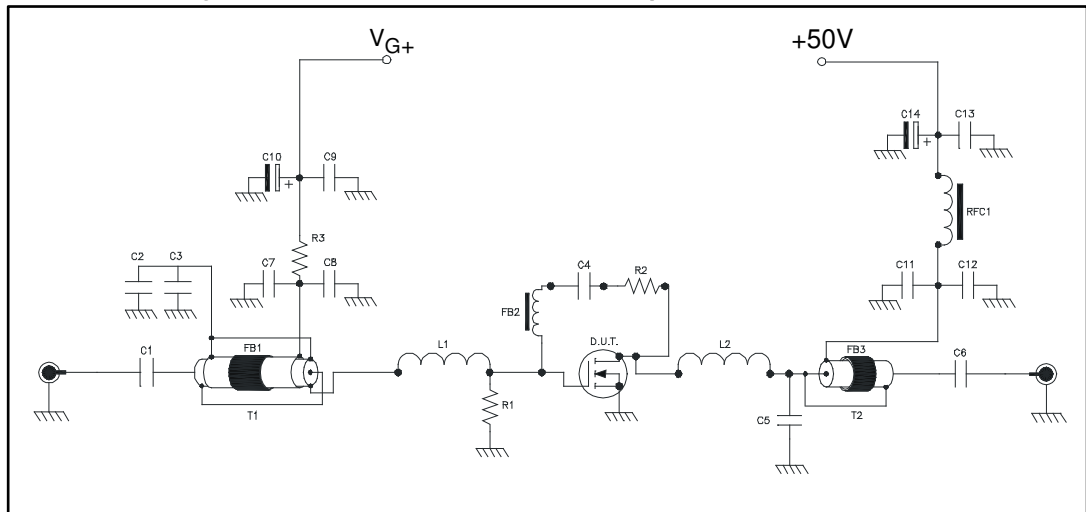 VG+
+50V
C14
C13
C10
C9
+
+
RFC1
R3
C2
C3
C7
C8
C4
R2
C11
C12
FB2
C1
FB1
L1
D.U.T.
L2
FB3
C6
T1
R1
C5
T2